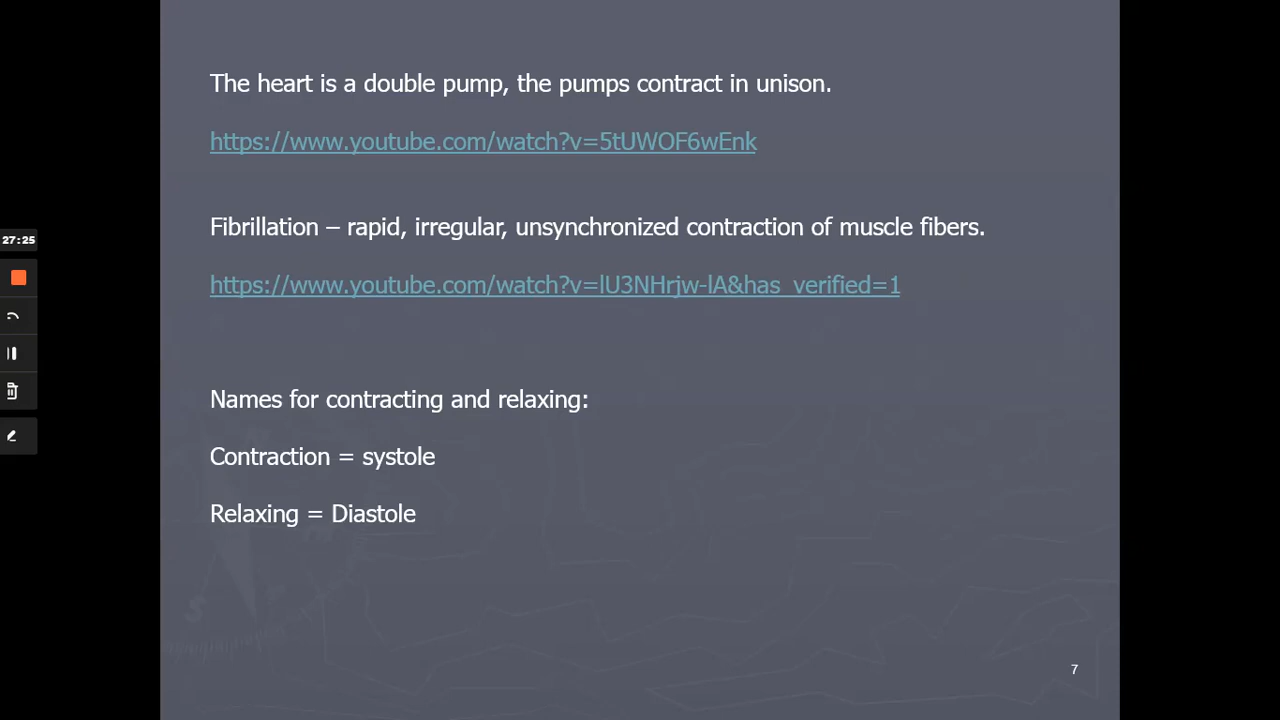 The heart is a double pump, the pumps contract in unison.
https://www.youtube.com/watch?v=5tUWOF6wEnk
Fibrillation – rapid, irregular, unsynchronized contraction of muscle fibers.
https://www.youtube.com/watch?v=lU3NHrjw-lA&has_verified=1
27:25
Names for contracting and relaxing:
Contraction = systole
Relaxing = Diastole
S
7